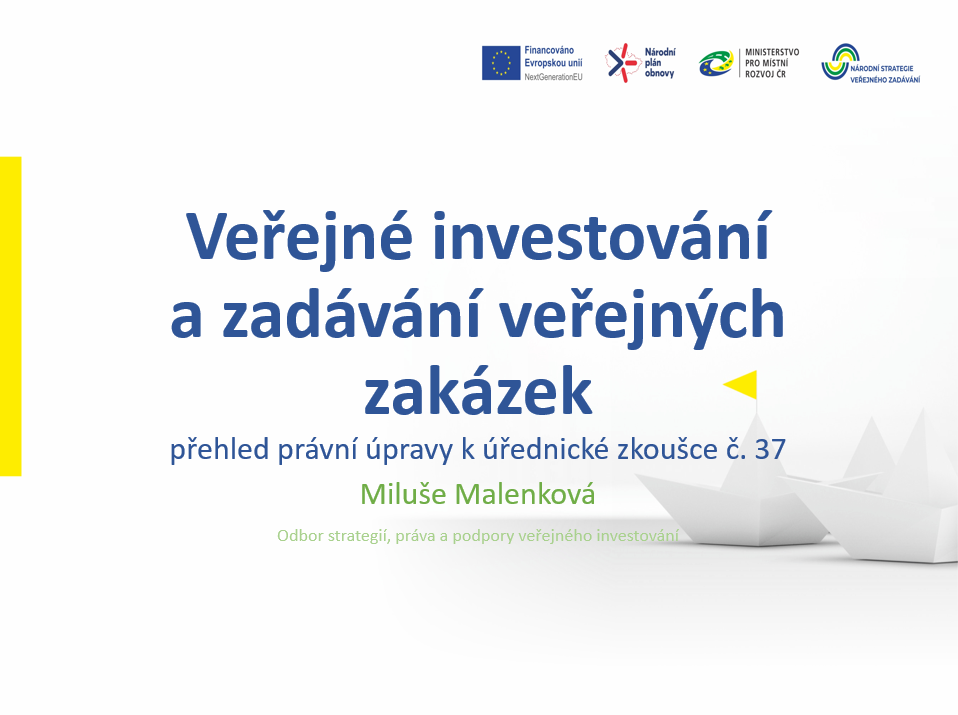 Financováno
Evropskou unií
NextGenerationEU
Národní
plán
obnovy
MINISTERSTVO
PRO MÍSTNÍ
ROZVOJ ČR
NÁRODNÍ STRATEGIE
VEŘEJNÉHO ZADÁVÁNÍ
Veřejné investování
a zadávání veřejných
zakázek
přehled právní úpravy k úřednické zkoušce č. 37
Miluše Malenková
Odbor strategií, práva a podpory veřejného investování